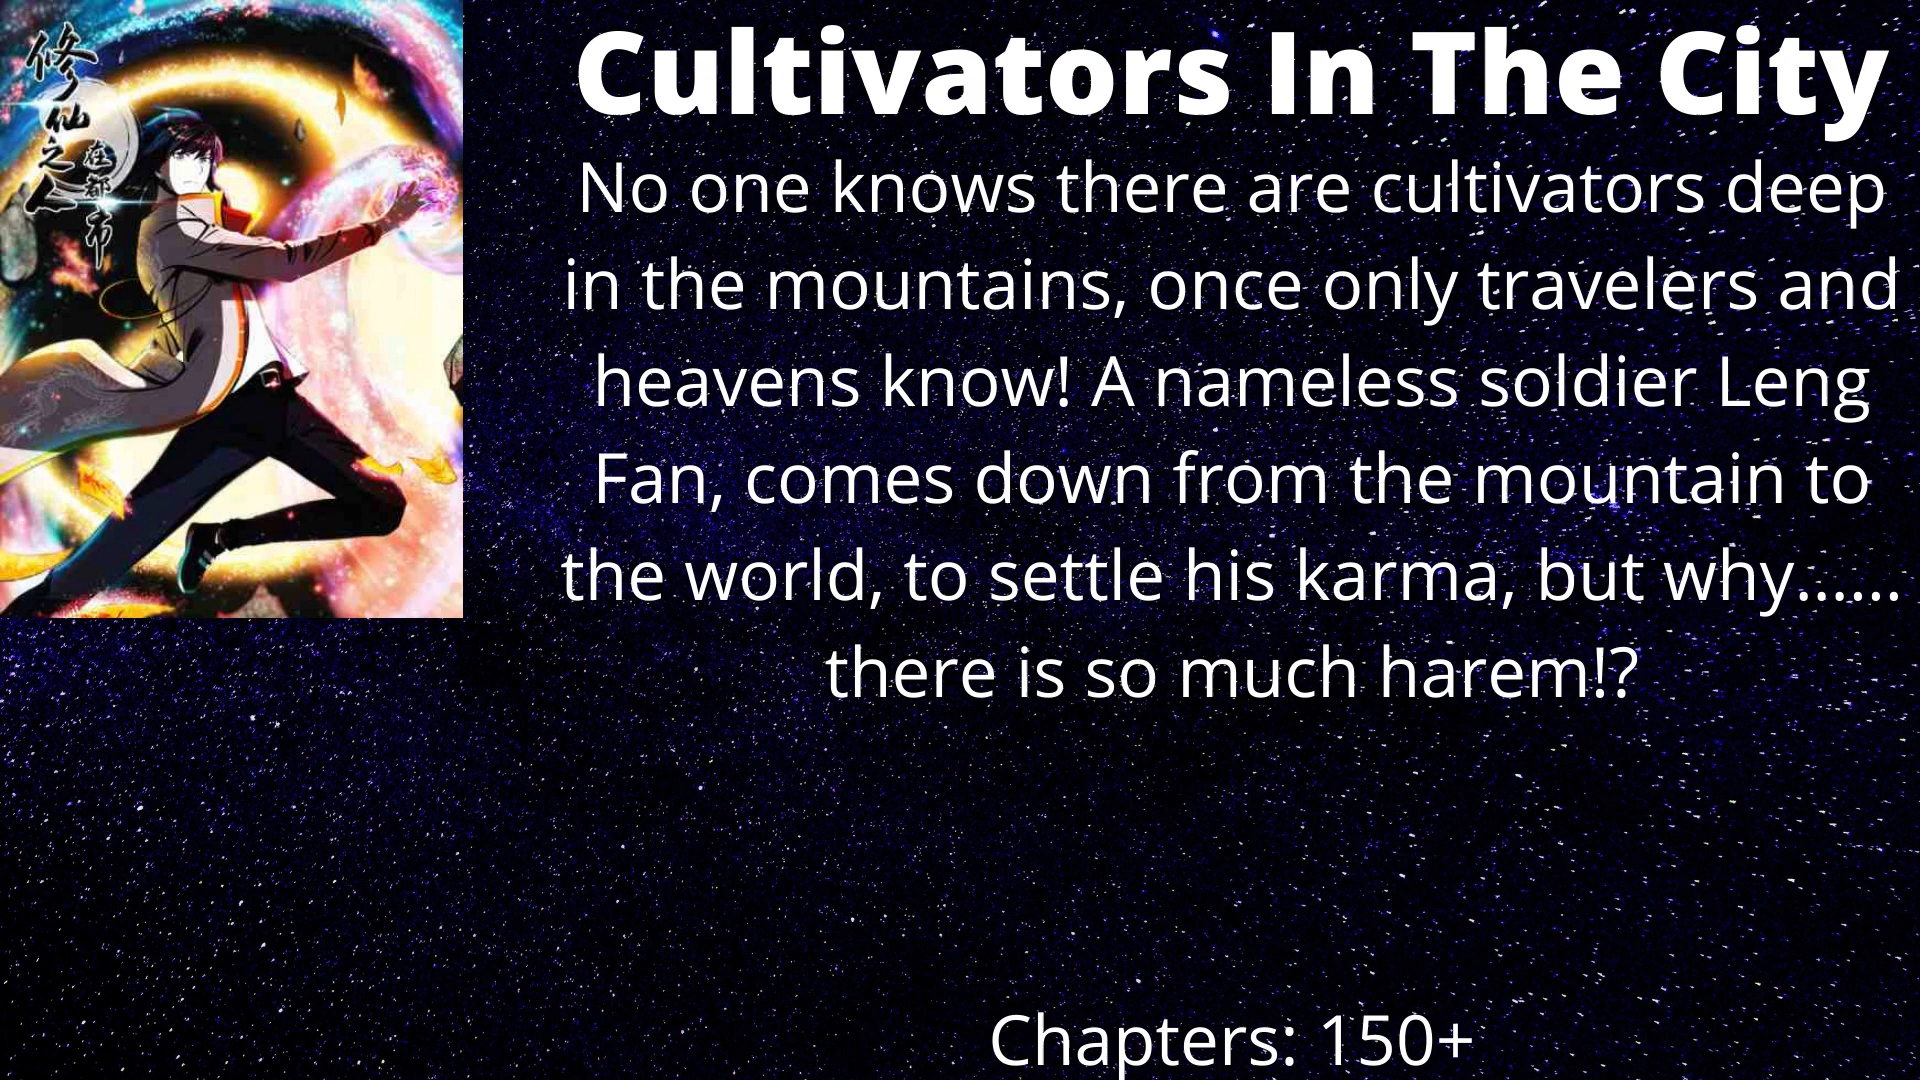 修仙之人
在都市
Cultivators In The City
No one knows there are cultivators deep
in the mountains, once only travelers and
heavens know! A nameless soldier Leng
Fan, comes down from the mountain to
the world, to settle his karma, but why......
there is so much harem!?
Chapters: 150+